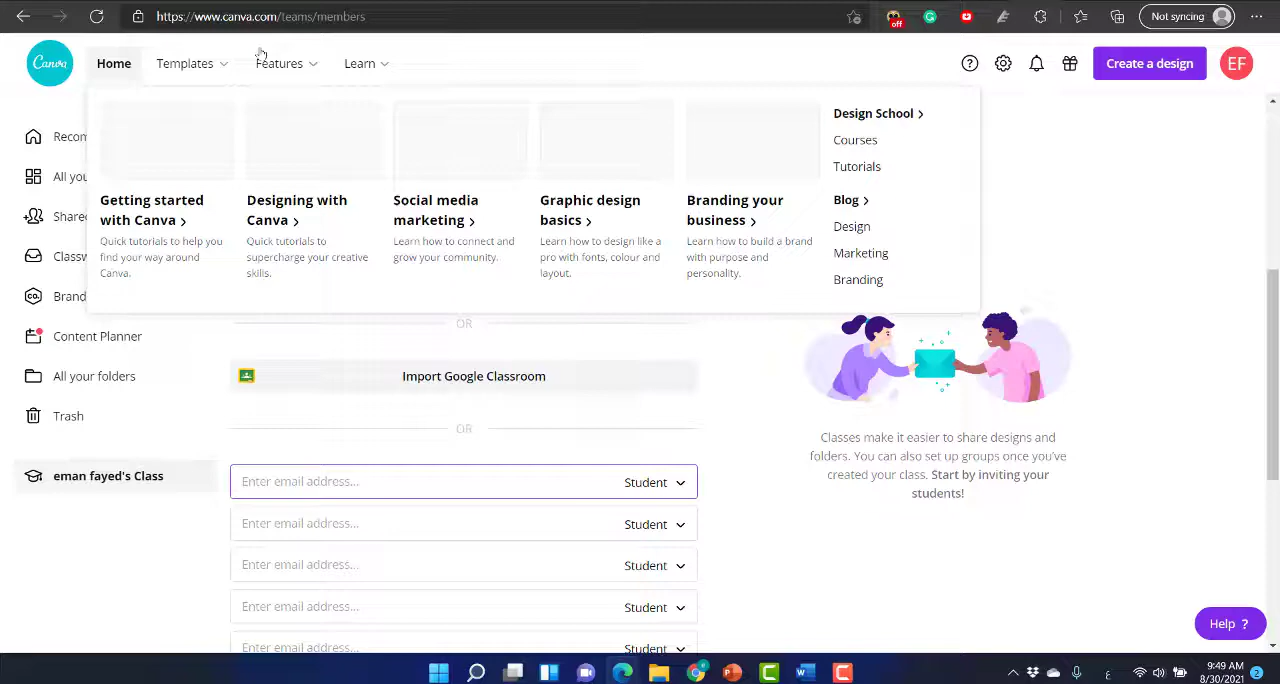 https://www.canva.com/teams/members
off
Not syncing
Canva
Home
Templates
Features
Learn
Create a design
EF
Recom
All you
Shared
Classw
Brand
Content Planner
All your folders
Trash
eman fayed's Class
Getting started
with Canva
Quick tutorials to help you
find your way around
Canva.
Designing with
Canva
Quick tutorials to
supercharge your creative
skills.
Social media
marketing
Learn how to connect and
grow your community.
Graphic design
basics
Learn how to design like a
pro with fonts, colour and
layout.
Branding your
business
Learn how to build a brand
with purpose and
personality.
Design School
Courses
Tutorials
Blog
Design
Marketing
Branding
OR
Import Google Classroom
OR
Enter email address... Student
Enter email address... Student
Enter email address... Student
Enter email address... Student
Enter email address... Student
Classes make it easier to share designs and
folders. You can also set up groups once you've
created your class. Start by inviting your
students!
Help ?
ع
9:49 AM
8/30/2021
2